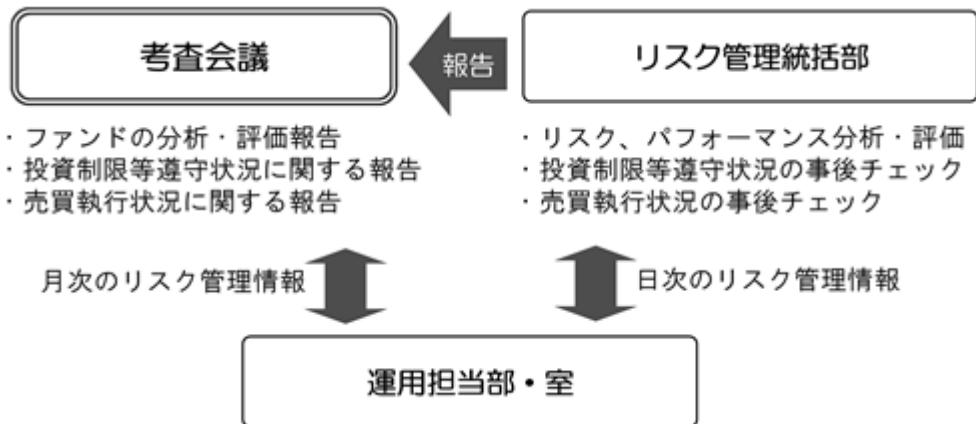 考査会議
報告
リスク管理統括部
・ファンドの分析・評価報告
・投資制限等遵守状況に関する報告
・売買執行状況に関する報告
・リスク、パフォーマンス分析・評価
・投資制限等遵守状況の事後チェック
・売買執行状況の事後チェック
月次のリスク管理情報
日次のリスク管理情報
運用担当部・室